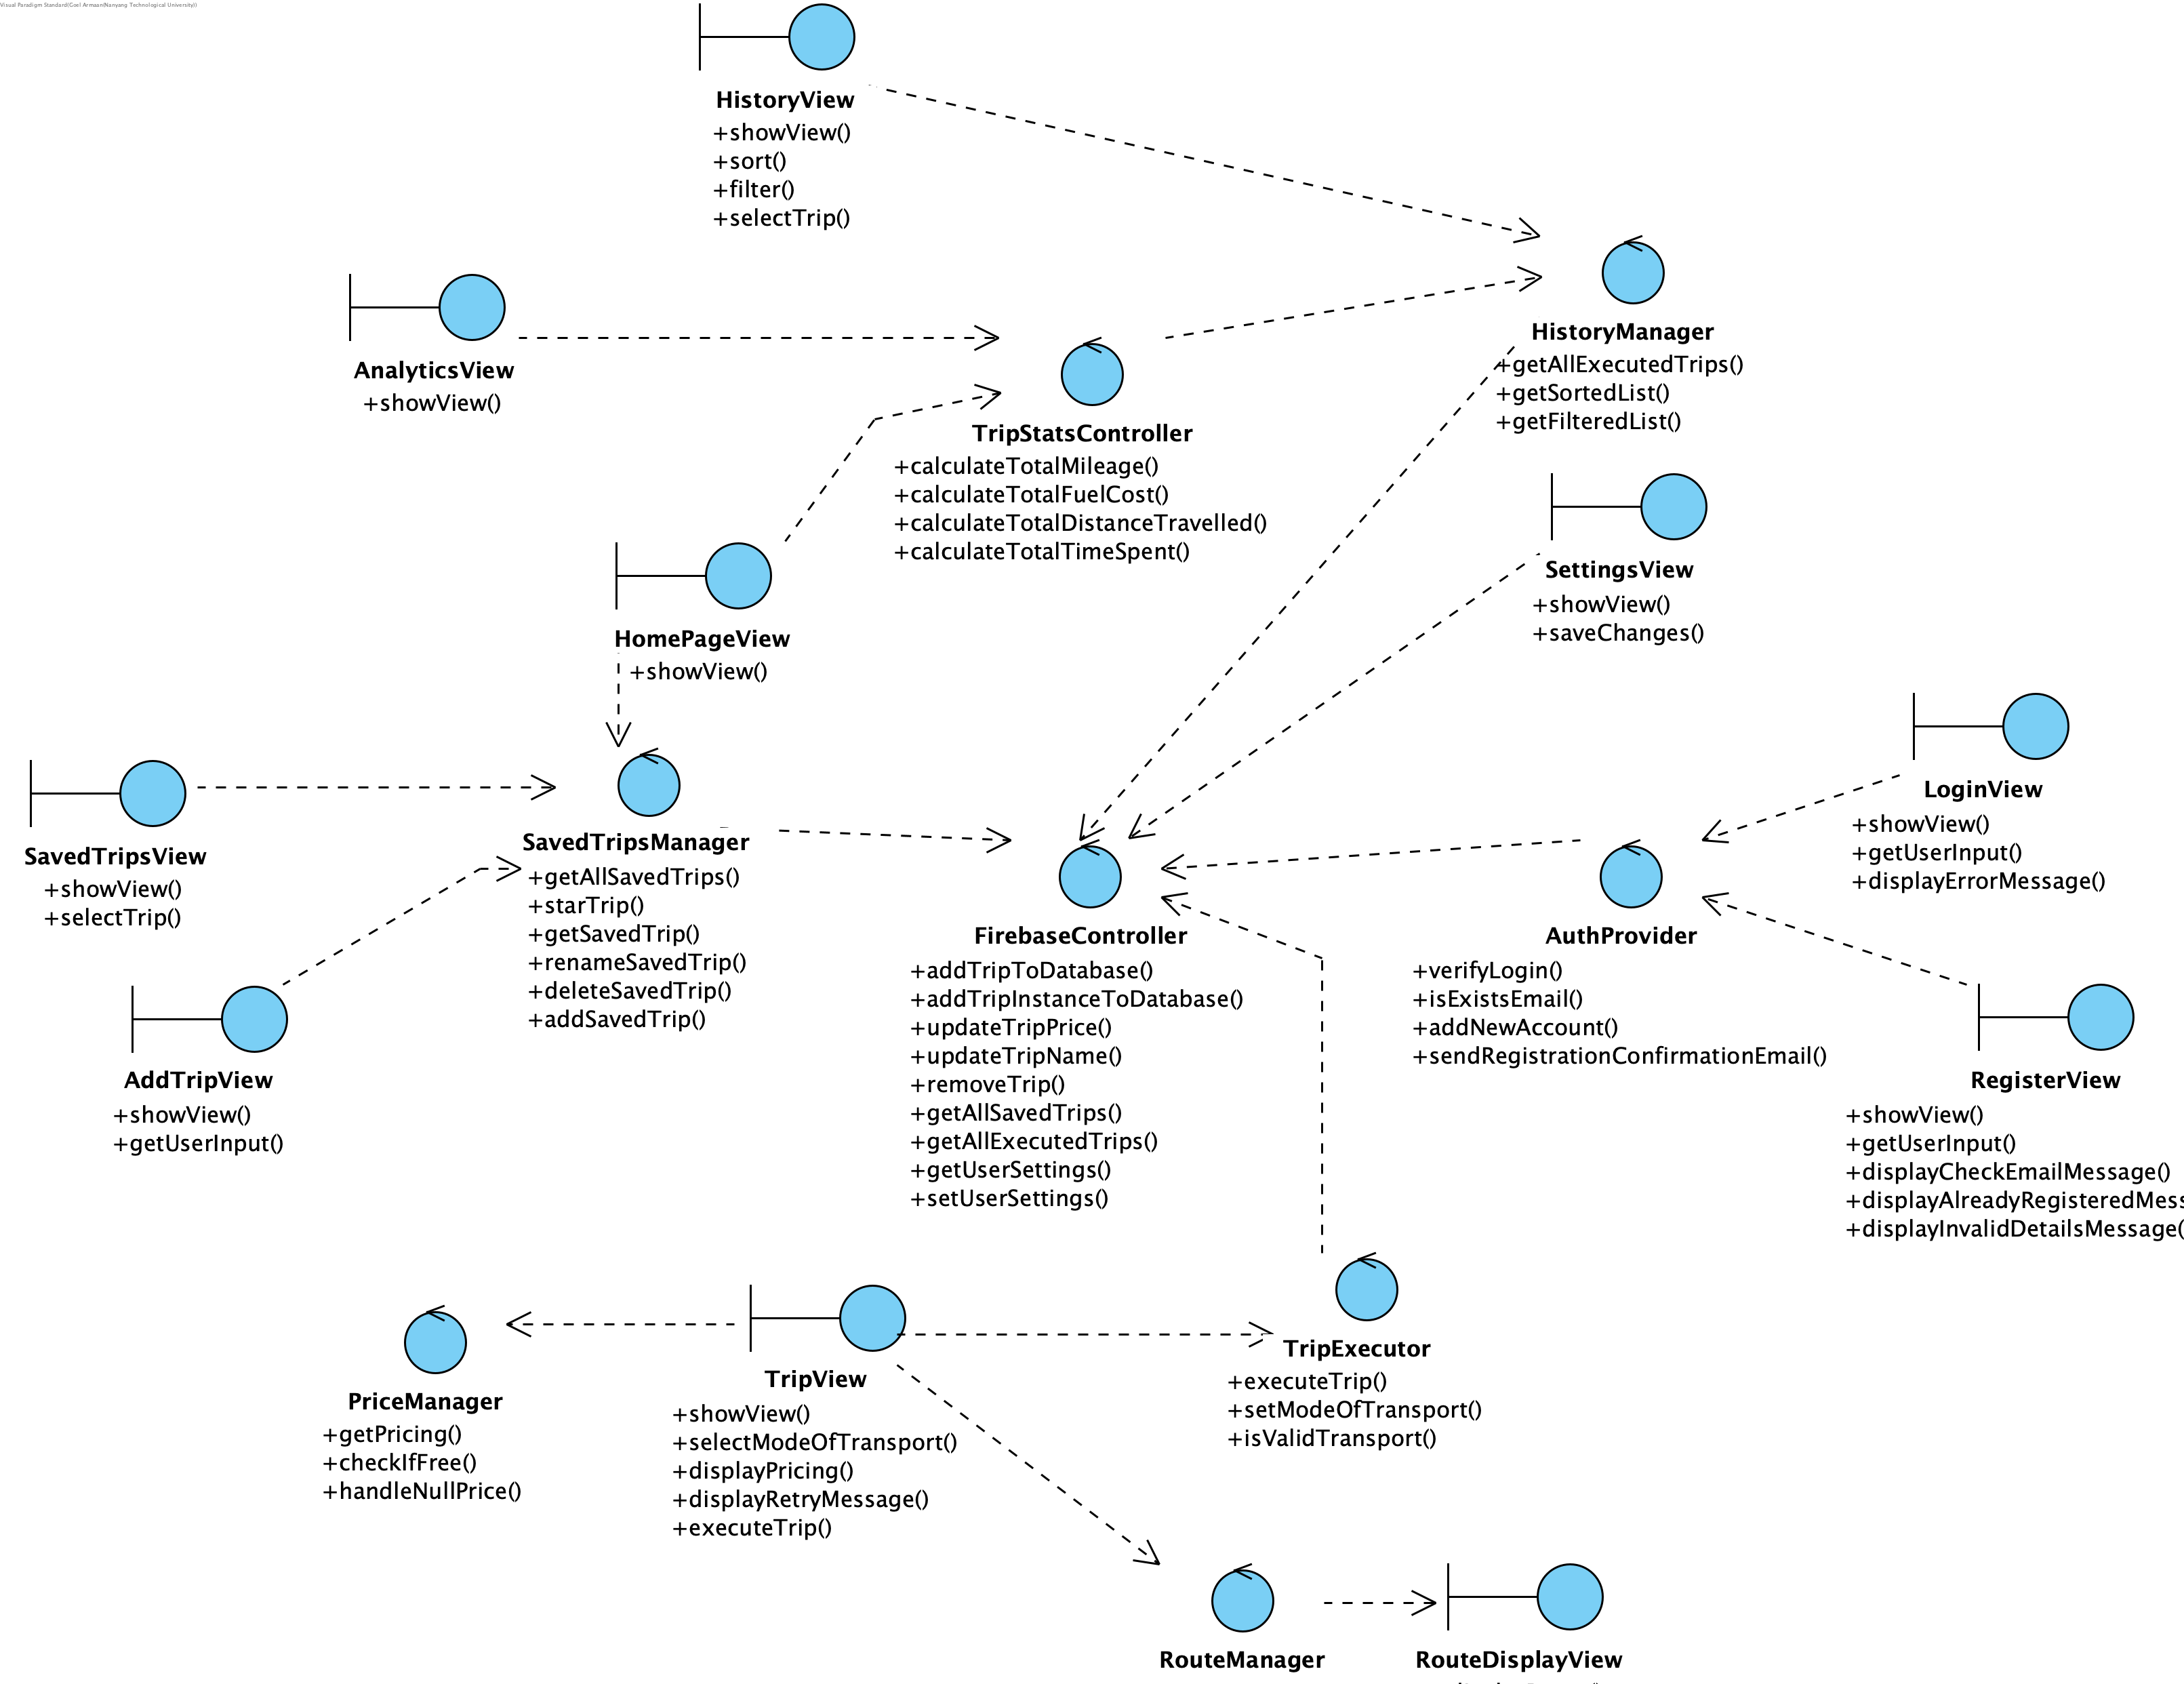 Visual Paradigm Standard(Goel Armaan(Nanyang Technological University))
HistoryView
+showView()
+sort()
+filter()
+selectTrip()
HistoryManager
+getAllExecutedTrips()
+getSortedList()
+getFilteredList()
AnalyticsView
+showView()
TripStatsController
+calculateTotalMileage()
+calculateTotalFuelCost()
+calculateTotalDistanceTravelled()
+calculateTotalTimeSpent()
SettingsView
+showView()
+saveChanges()
HomePageView
+showView()
SavedTripsView
+showView()
+selectTrip()
SavedTripsManager
+getAllSavedTrips()
+starTrip()
+getSavedTrip()
+renameSavedTrip()
+deleteSavedTrip()
+addSavedTrip()
LoginView
+showView()
+getUserInput()
+displayErrorMessage()
FirebaseController
+addTripToDatabase()
+addTripInstanceToDatabase()
+updateTripPrice()
+updateTripName()
+removeTrip()
+getAllSavedTrips()
+getAllExecutedTrips()
+getUserSettings()
+setUserSettings()
AuthProvider
+verifyLogin()
+isExistsEmail()
+addNewAccount()
+sendRegistrationConfirmationEmail()
AddTripView
+showView()
+getUserInput()
RegisterView
+showView()
+getUserInput()
+displayCheckEmailMessage()
+displayAlreadyRegisteredMess
+displayInvalidDetailsMessage(
PriceManager
+getPricing()
+checkIfFree()
+handleNullPrice()
TripView
+showView()
+selectModeOfTransport()
+displayPricing()
+displayRetryMessage()
+executeTrip()
TripExecutor
+executeTrip()
+setModeOfTransport()
+isValidTransport()
RouteManager
RouteDisplayView